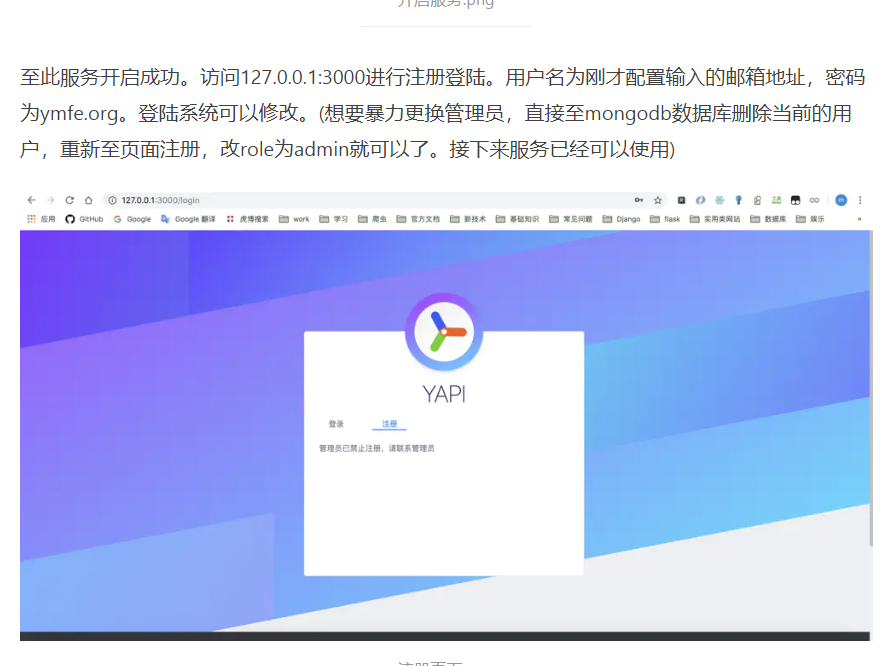 开启服务.png
至此服务开启成功。访问127.0.0.1:3000进行注册登陆。用户名为刚才配置输入的邮箱地址，密码
为ymfe.org。登陆系统可以修改。(想要暴力更换管理员，直接至mongodb数据库删除当前的用
户，重新至页面注册，改role为admin就可以了。接下来服务已经可以使用)
127.0.0.1:3000/login
应用 GitHub Google Google 翻译 虎博搜索 work 学习 爬虫 官方文档 新技术 基础知识 常见问题 Django flask 实用类网站 数据库 娱乐 »
YAPI
登录 注册
管理员已禁止注册，请联系管理员
注册页面